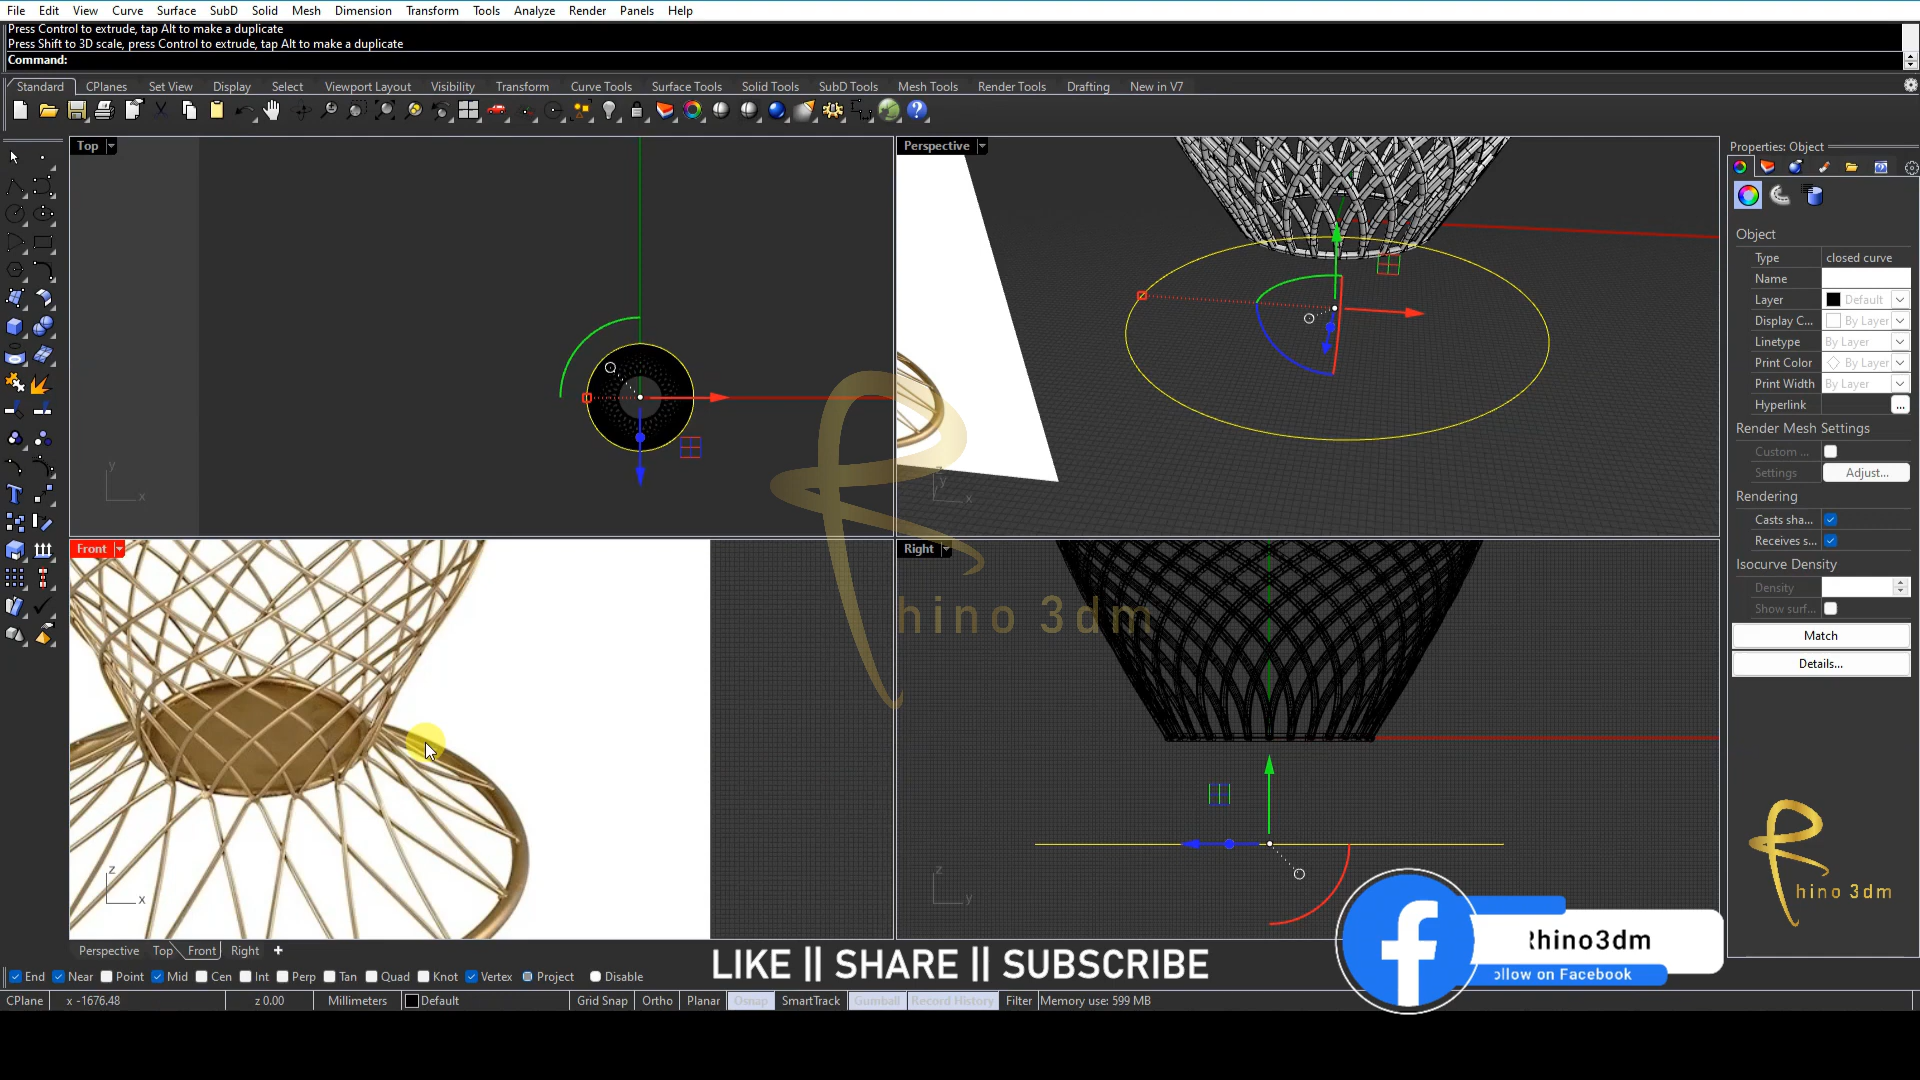 File Edit View Curve Surface SubD Solid Mesh Dimension Transform Tools Analyze Render Panels Help
Press Control to extrude, tap Alt to make a duplicate
Press Shift to 3D scale, press Control to extrude, tap Alt to make a duplicate
Command:
Standard CPlanes Set View Display Select Viewport Layout Visibility Transform Curve Tools Surface Tools Solid Tools SubD Tools Mesh Tools Render Tools Drafting New in V7
Top
Perspective
Front
Right
y
x
y
x
z
x
z
y
Properties: Object
Object
Type closed curve
Name
Layer Default
Display C... By Layer
Linetype By Layer
Print Color By Layer
Print Width By Layer
Hyperlink ...
Render Mesh Settings
Custom ...
Settings Adjust...
Rendering
Casts sha...
Receives s...
Isocurve Density
Density
Show surf...
Match
Details...
hino 3dm
hino 3dm
Perspective Top Front Right
LIKE || SHARE || SUBSCRIBE
Rhino3dm
ollow on Facebook
End Near Point Mid Cen Int Perp Tan Quad Knot Vertex Project Disable
CPlane x -1676.48 z 0.00 Millimeters Default Grid Snap Ortho Planar Osnap SmartTrack Gumball Record History Filter Memory use: 599 MB